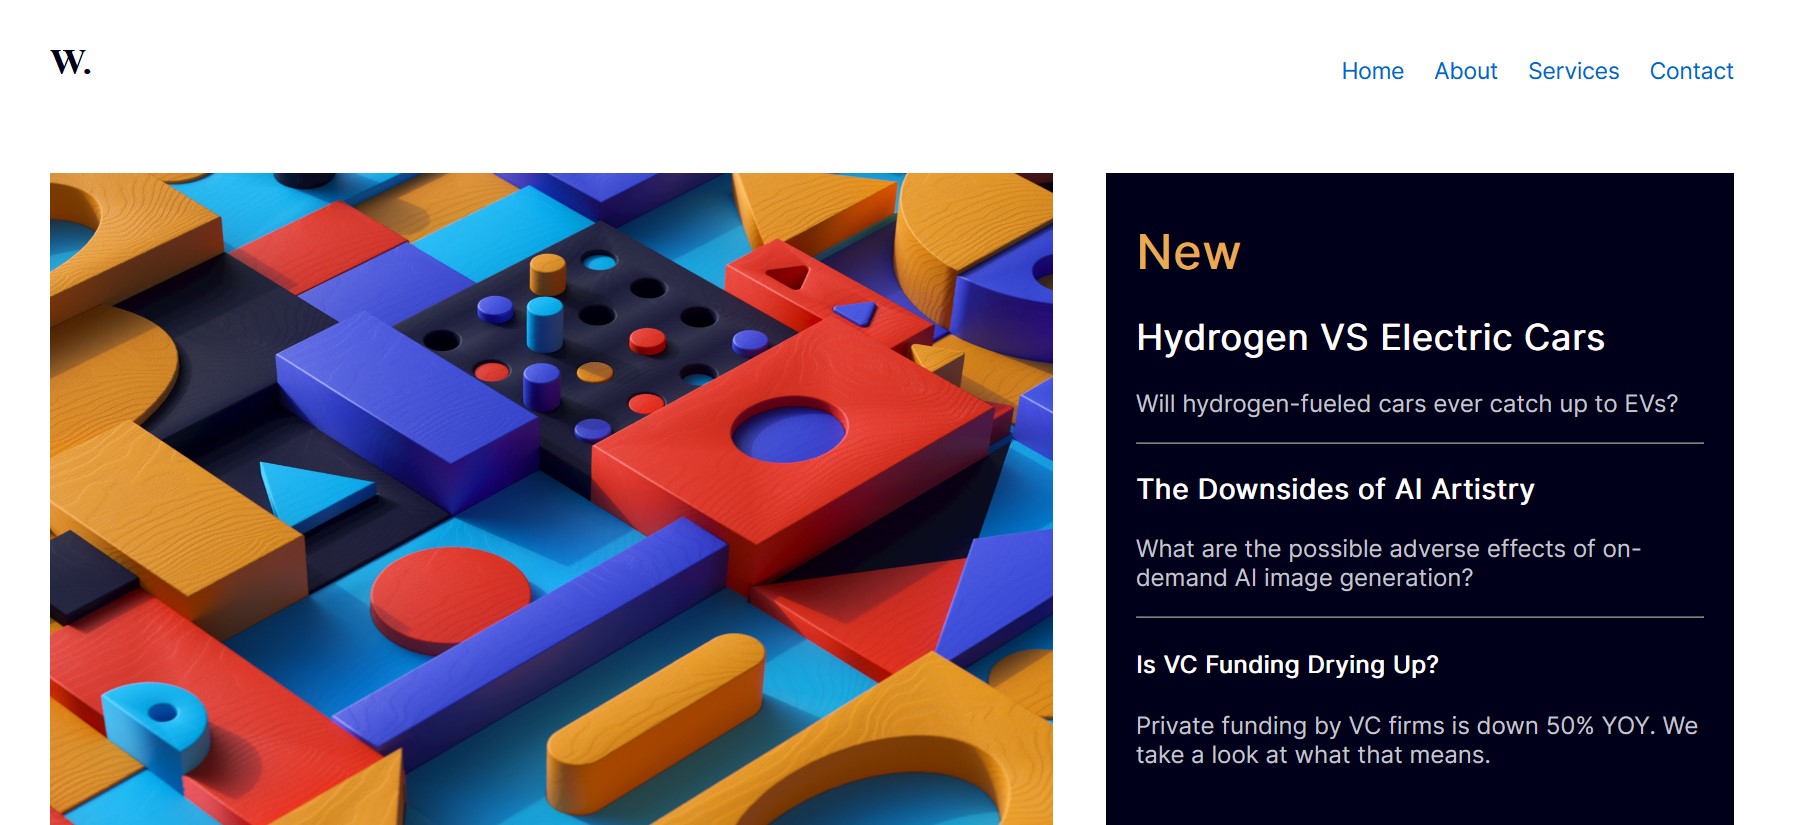 W.
Home About Services Contact
New
Hydrogen VS Electric Cars
Will hydrogen-fueled cars ever catch up to EVs?
The Downsides of AI Artistry
What are the possible adverse effects of on-
demand AI image generation?
Is VC Funding Drying Up?
Private funding by VC firms is down 50% YOY. We
take a look at what that means.